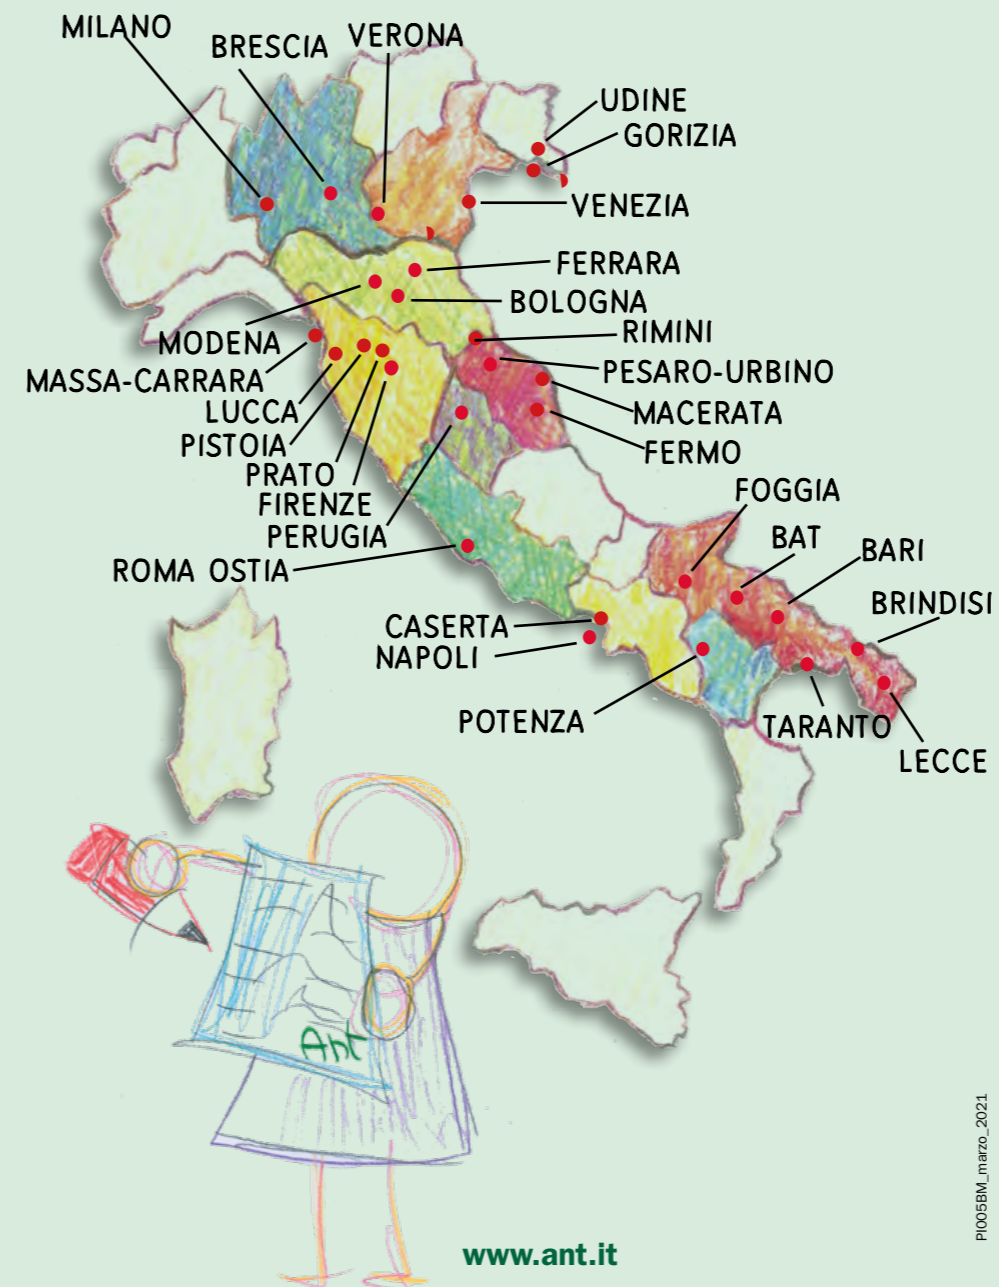 MILANO
BRESCIA
VERONA
UDINE
GORIZIA
VENEZIA
FERRARA
BOLOGNA
MODENA
RIMINI
MASSA-CARRARA
PESARO-URBINO
LUCCA
MACERATA
PISTOIA
FERMO
PRATO
FIRENZE
PERUGIA
FOGGIA
BAT
BARI
ROMA OSTIA
BRINDISI
CASERTA
NAPOLI
POTENZA
TARANTO
LECCE
Ant
PI005BM_marzo_2021
www.ant.it